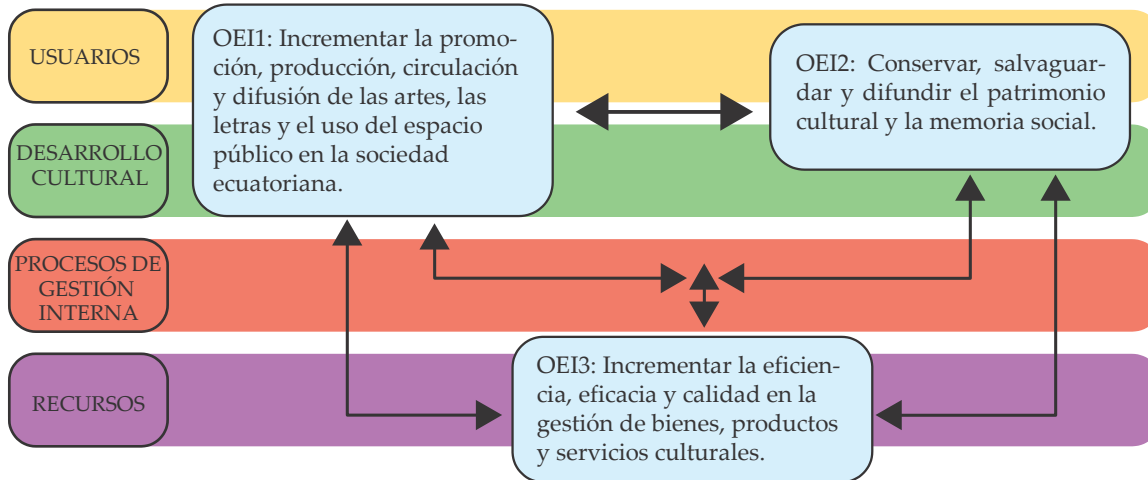 USUARIOS
OEI1: Incrementar la promo-
ción, producción, circulación
y difusión de las artes, las
letras y el uso del espacio
público en la sociedad
ecuatoriana.
OEI2: Conservar, salvaguar-
dar y difundir el patrimonio
cultural y la memoria social.
DESARROLLO
CULTURAL
PROCESOS DE
GESTIÓN
INTERNA
OEI3: Incrementar la eficien-
cia, eficacia y calidad en la
gestión de bienes, productos
y servicios culturales.
RECURSOS